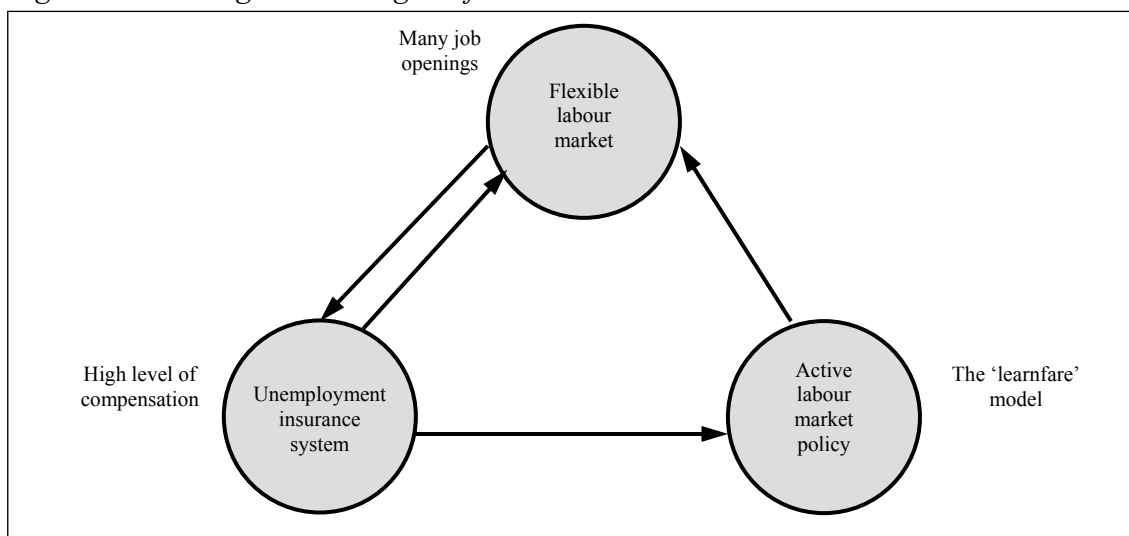 Many job
openings
Flexible
labour
market
High level of
compensation
Unemployment
insurance
system
Active
labour
market
policy
The ‘learnfare’
model